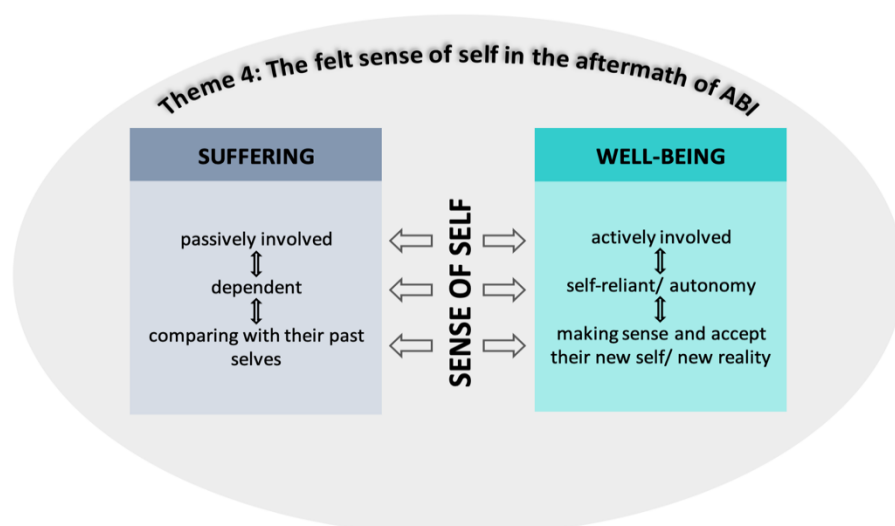 Theme 4: The felt sense of self in the aftermath of ABI
SUFFERING
passively involved
dependent
comparing with their past
selves
SENSE OF SELF
WELL-BEING
actively involved
self-reliant/ autonomy
making sense and accept
their new self/ new reality